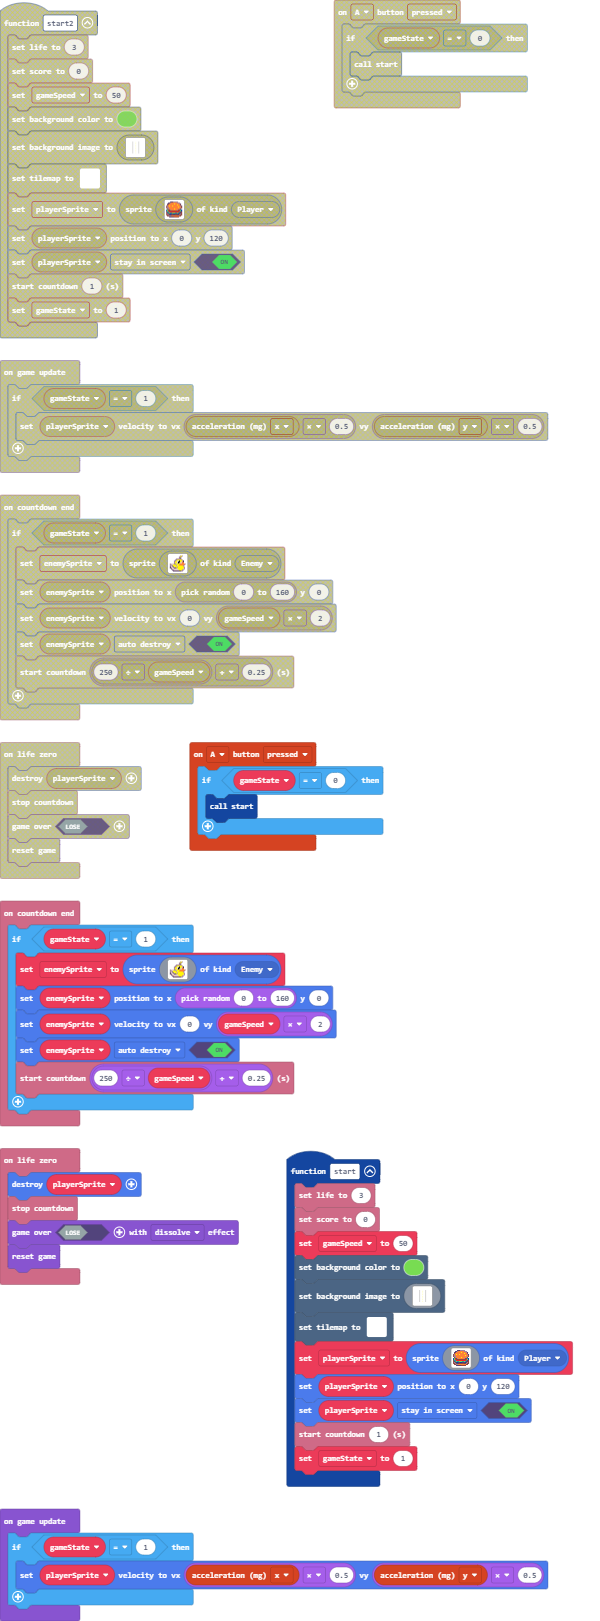 function start2
set life to 3
set score to 0
set gameSpeed to 50
set background color to
set background image to
set tilemap to
set playerSprite to sprite of kind Player
set playerSprite position to x 0 y 120
set playerSprite stay in screen ON
start countdown 1 (s)
set gameState to 1
on A button pressed
if gameState = 0 then
call start
on game update
if gameState = 1 then
set playerSprite velocity to vx acceleration (mg) x × 0.5 vy acceleration (mg) y × 0.5
on countdown end
if gameState = 1 then
set enemySprite to sprite of kind Enemy
set enemySprite position to x pick random 0 to 160 y 0
set enemySprite velocity to vx 0 vy gameSpeed × 2
set enemySprite auto destroy ON
start countdown 250 ÷ gameSpeed ÷ 0.25 (s)
on life zero
destroy playerSprite
stop countdown
game over LOSE
reset game
on A button pressed
if gameState = 0 then
call start
on countdown end
if gameState = 1 then
set enemySprite to sprite of kind Enemy
set enemySprite position to x pick random 0 to 160 y 0
set enemySprite velocity to vx 0 vy gameSpeed × 2
set enemySprite auto destroy ON
start countdown 250 ÷ gameSpeed ÷ 0.25 (s)
on life zero
destroy playerSprite
stop countdown
game over LOSE with dissolve effect
reset game
function start
set life to 3
set score to 0
set gameSpeed to 50
set background color to
set background image to
set tilemap to
set playerSprite to sprite of kind Player
set playerSprite position to x 0 y 120
set playerSprite stay in screen ON
start countdown 1 (s)
set gameState to 1
on game update
if gameState = 1 then
set playerSprite velocity to vx acceleration (mg) x × 0.5 vy acceleration (mg) y × 0.5